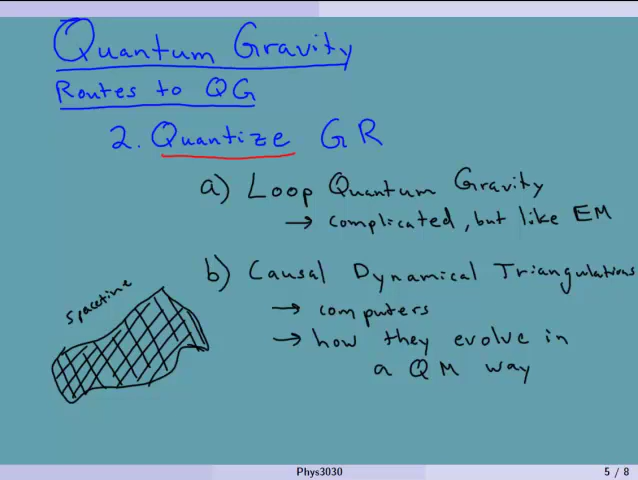 Quantum Gravity
Routes to QG
2. Quantize GR
a) Loop Quantum Gravity
→ complicated, but like EM
b) Causal Dynamical Triangulations
→ computers
→ how they evolve in
a QM way
spacetime
Phys3030
5 / 8